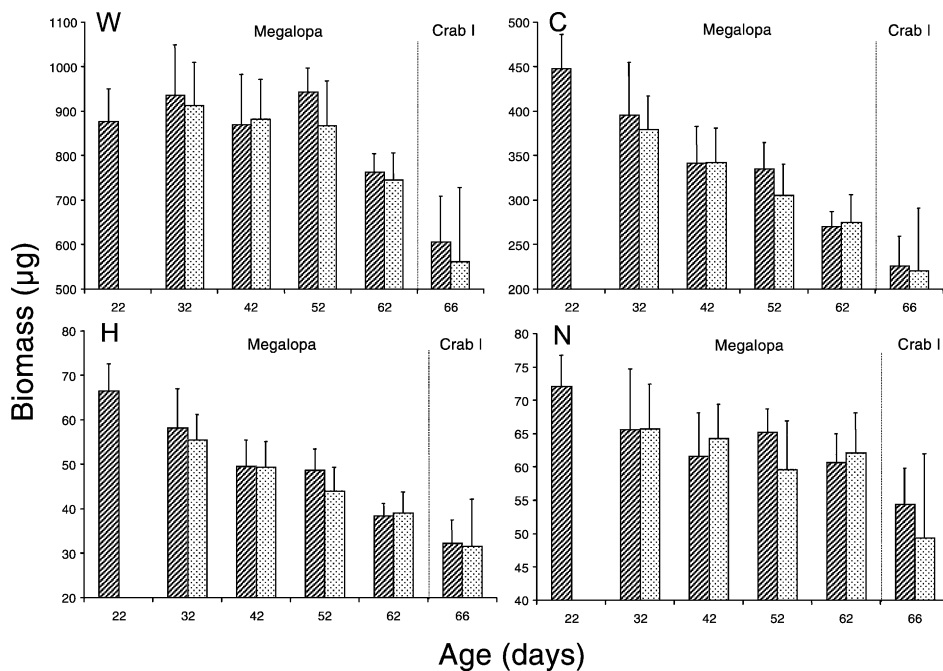 W
Megalopa
Crab I
1100
1000
900
800
700
600
500
22 32 42 52 62 66
C
Megalopa
Crab I
500
450
400
350
300
250
200
22 32 42 52 62 66
H
Megalopa
Crab I
80
70
60
50
40
30
20
22 32 42 52 62 66
N
Megalopa
Crab I
80
75
70
65
60
55
50
45
40
22 32 42 52 62 66
Biomass (μg)
Age (days)